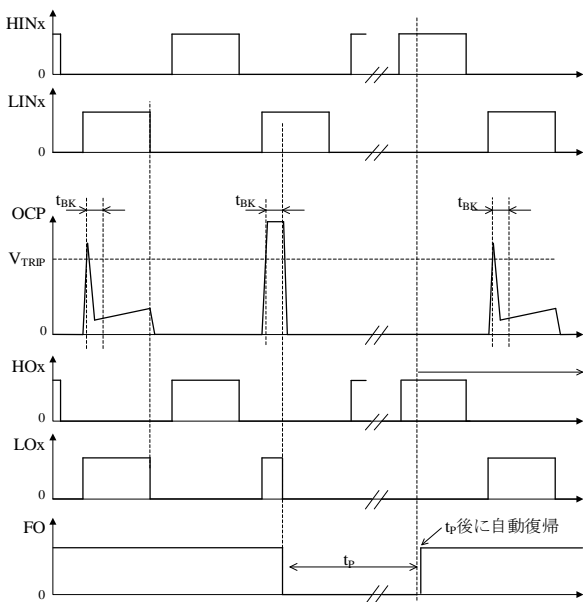 HINx
0
LINx
0
tBK
tBK
tBK
OCP
VTRIP
0
HOx
0
LOx
0
FO
tP
tP後に自動復帰
0